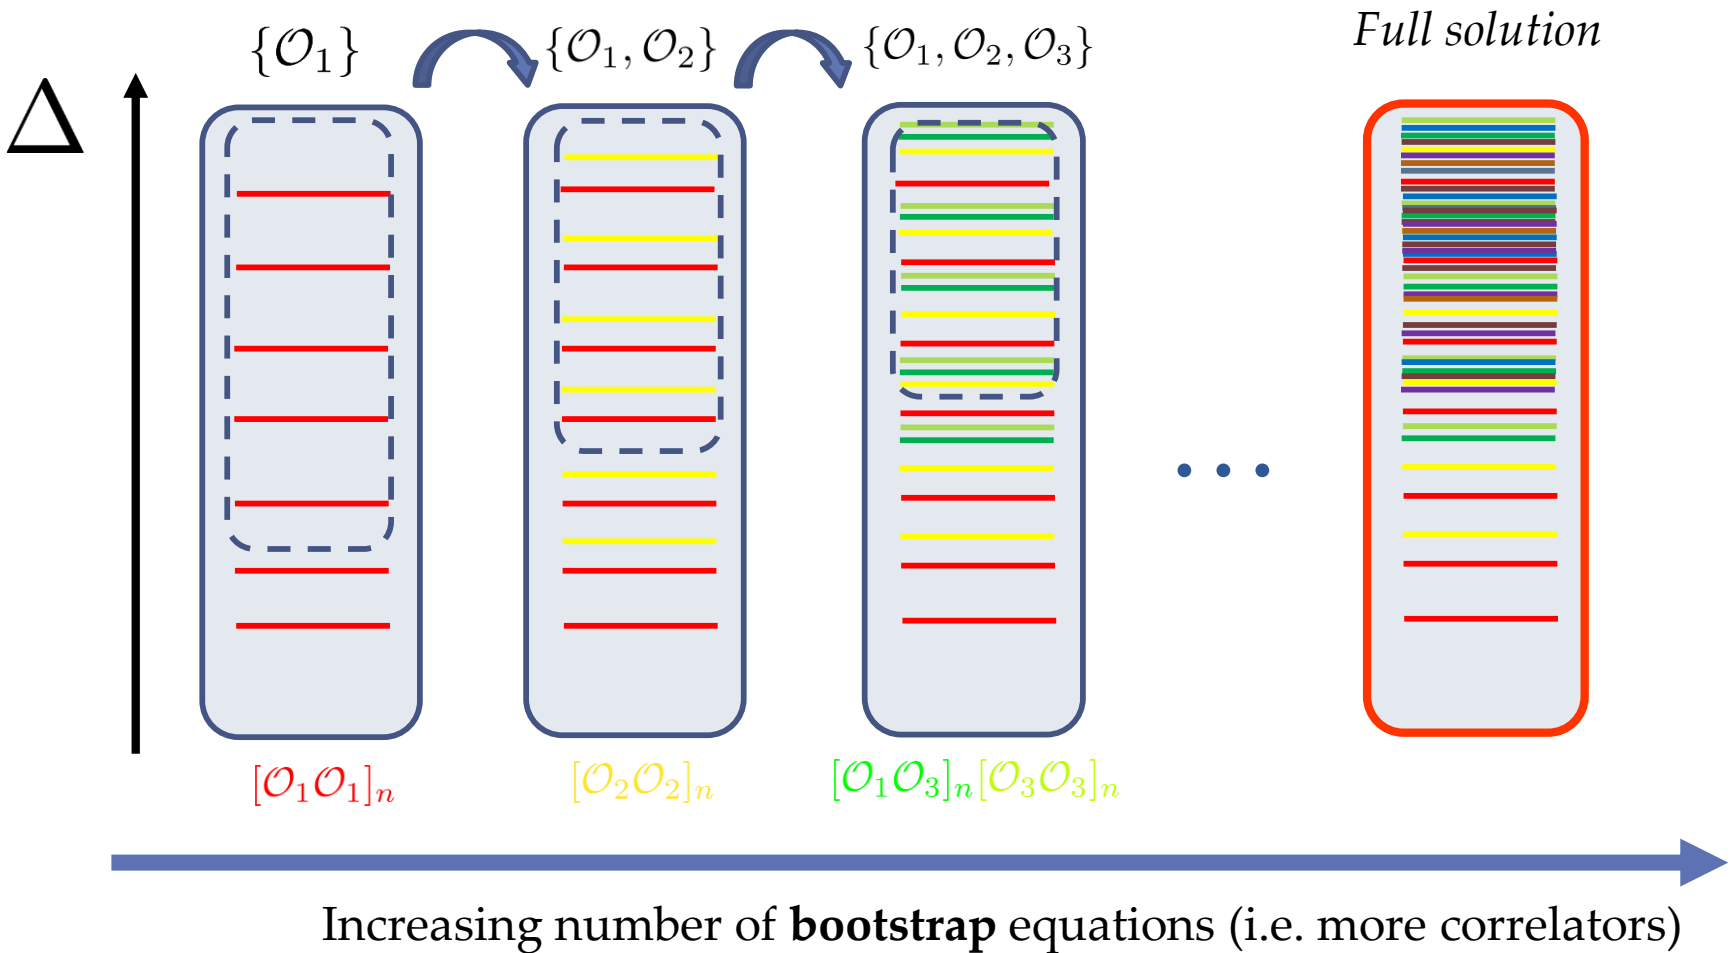 {𝒪₁} {𝒪₁, 𝒪₂} {𝒪₁, 𝒪₂, 𝒪₃} Full solution
Δ
[𝒪₁𝒪₁]ₙ [𝒪₂𝒪₂]ₙ [𝒪₁𝒪₃]ₙ[𝒪₃𝒪₃]ₙ
Increasing number of bootstrap equations (i.e. more correlators)